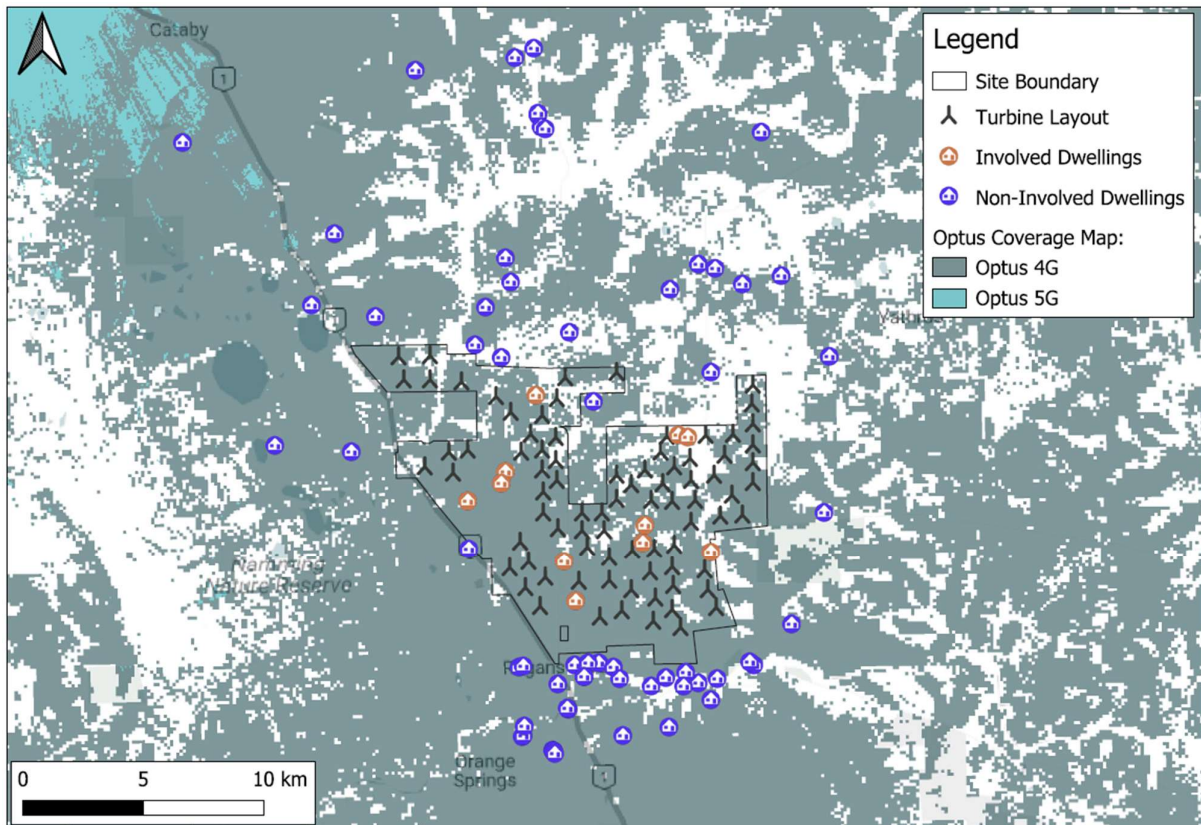 Cataby
1
Legend
Site Boundary
Turbine Layout
Involved Dwellings
Non-Involved Dwellings
Optus Coverage Map:
Optus 4G
Optus 5G
Nambung
Nature Reserve
Orange
Springs
1
0 5 10 km